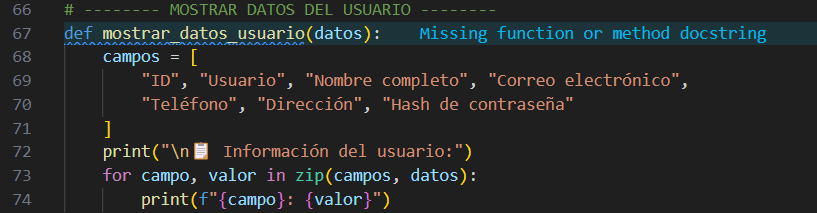 66 # -------- MOSTRAR DATOS DEL USUARIO --------
67 def mostrar_datos_usuario(datos): Missing function or method docstring
68 campos = [
69 "ID", "Usuario", "Nombre completo", "Correo electrónico",
70 "Teléfono", "Dirección", "Hash de contraseña"
71 ]
72 print("\n📋 Información del usuario:")
73 for campo, valor in zip(campos, datos):
74 print(f"{campo}: {valor}")